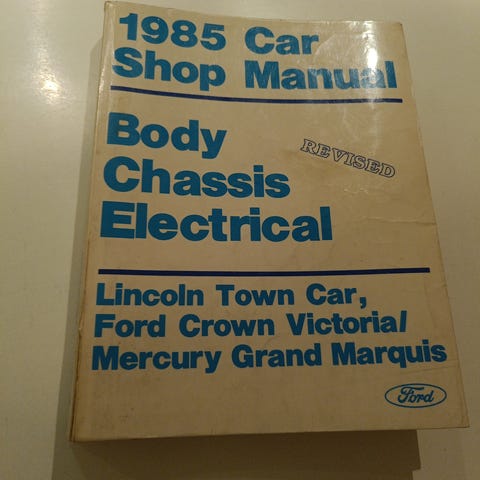 1985 Car
Shop Manual
Body
REVISED
Chassis
Electrical
Lincoln Town Car,
Ford Crown Victoria/
Mercury Grand Marquis
Ford